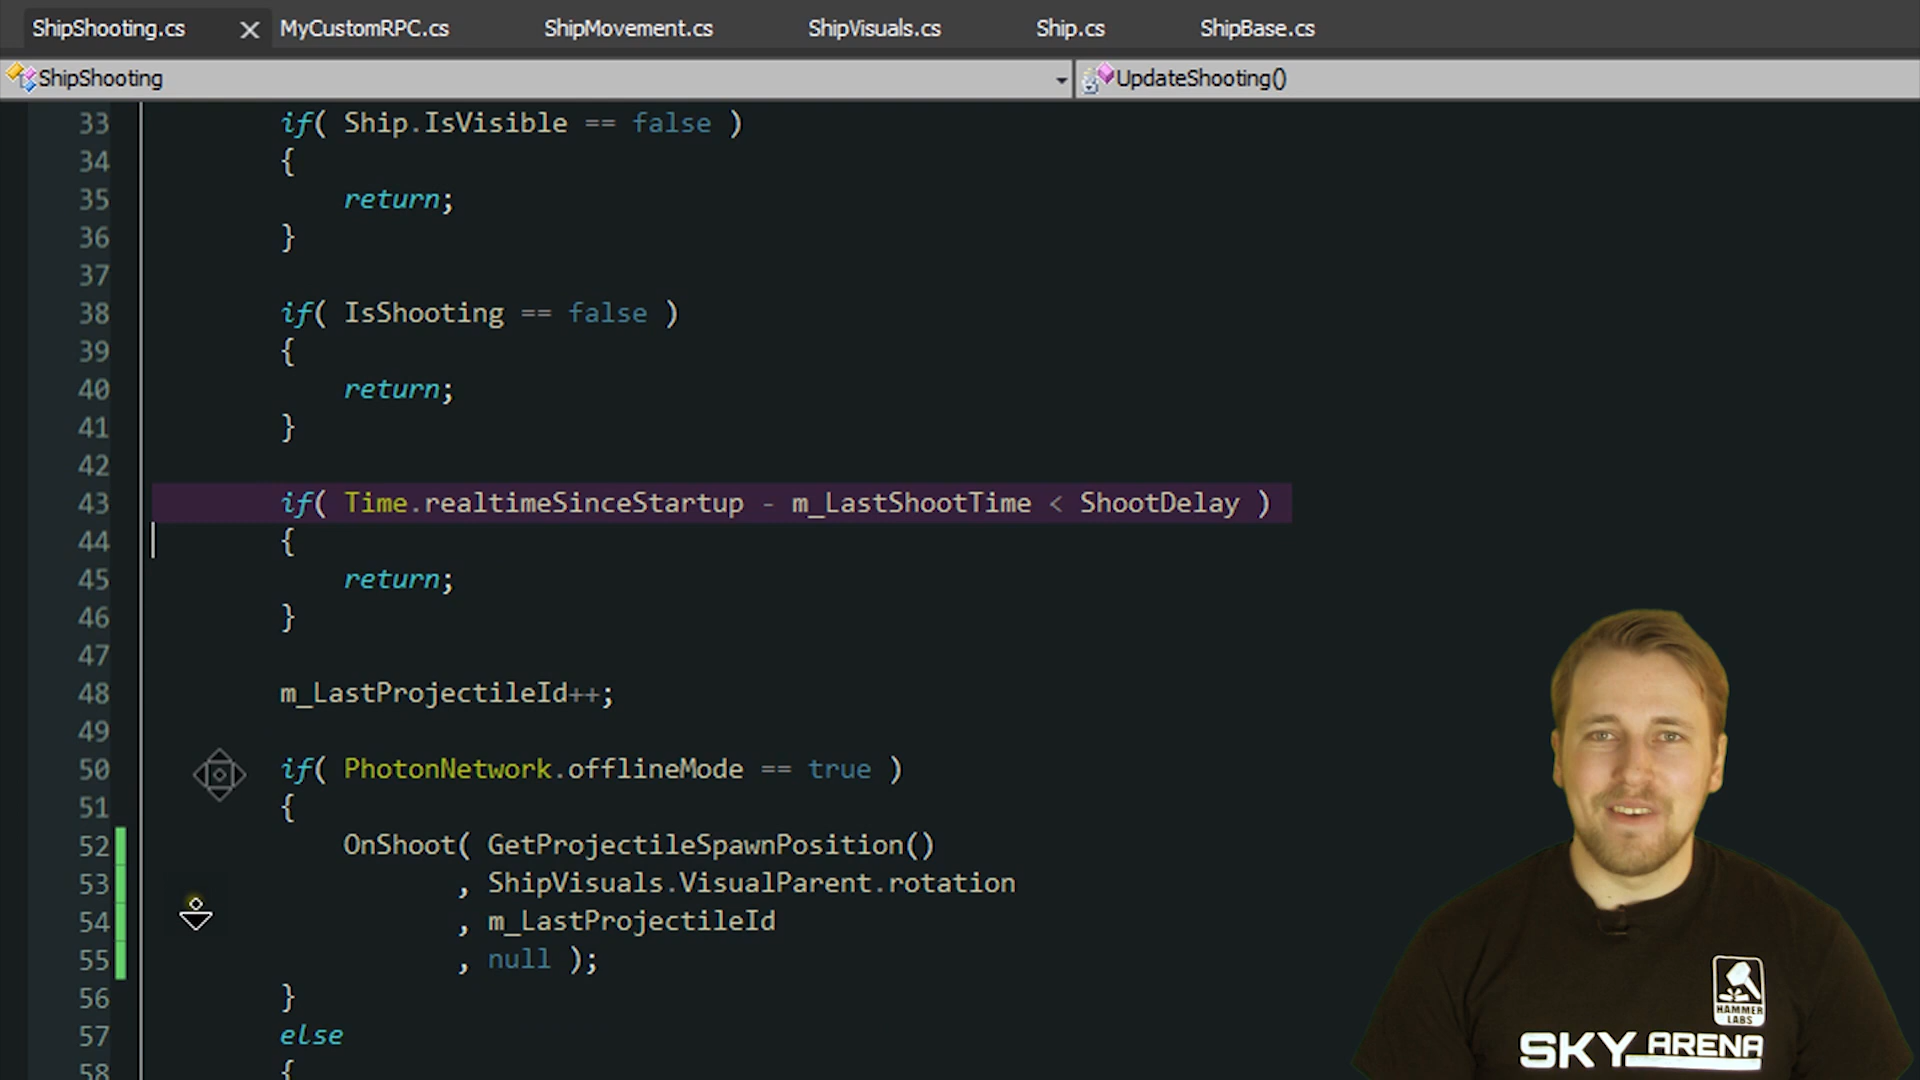 ShipShooting.cs MyCustomRPC.cs ShipMovement.cs ShipVisuals.cs Ship.cs ShipBase.cs
ShipShooting UpdateShooting()
33 if( Ship.IsVisible == false )
34 {
35 return;
36 }
37
38 if( IsShooting == false )
39 {
40 return;
41 }
42
43 if( Time.realtimeSinceStartup - m_LastShootTime < ShootDelay )
44 {
45 return;
46 }
47
48 m_LastProjectileId++;
49
50 if( PhotonNetwork.offlineMode == true )
51 {
52 OnShoot( GetProjectileSpawnPosition()
53 , ShipVisuals.VisualParent.rotation
54 , m_LastProjectileId
55 , null );
56 }
57 else
58 {
HAMMER
LABS
SKY ARENA